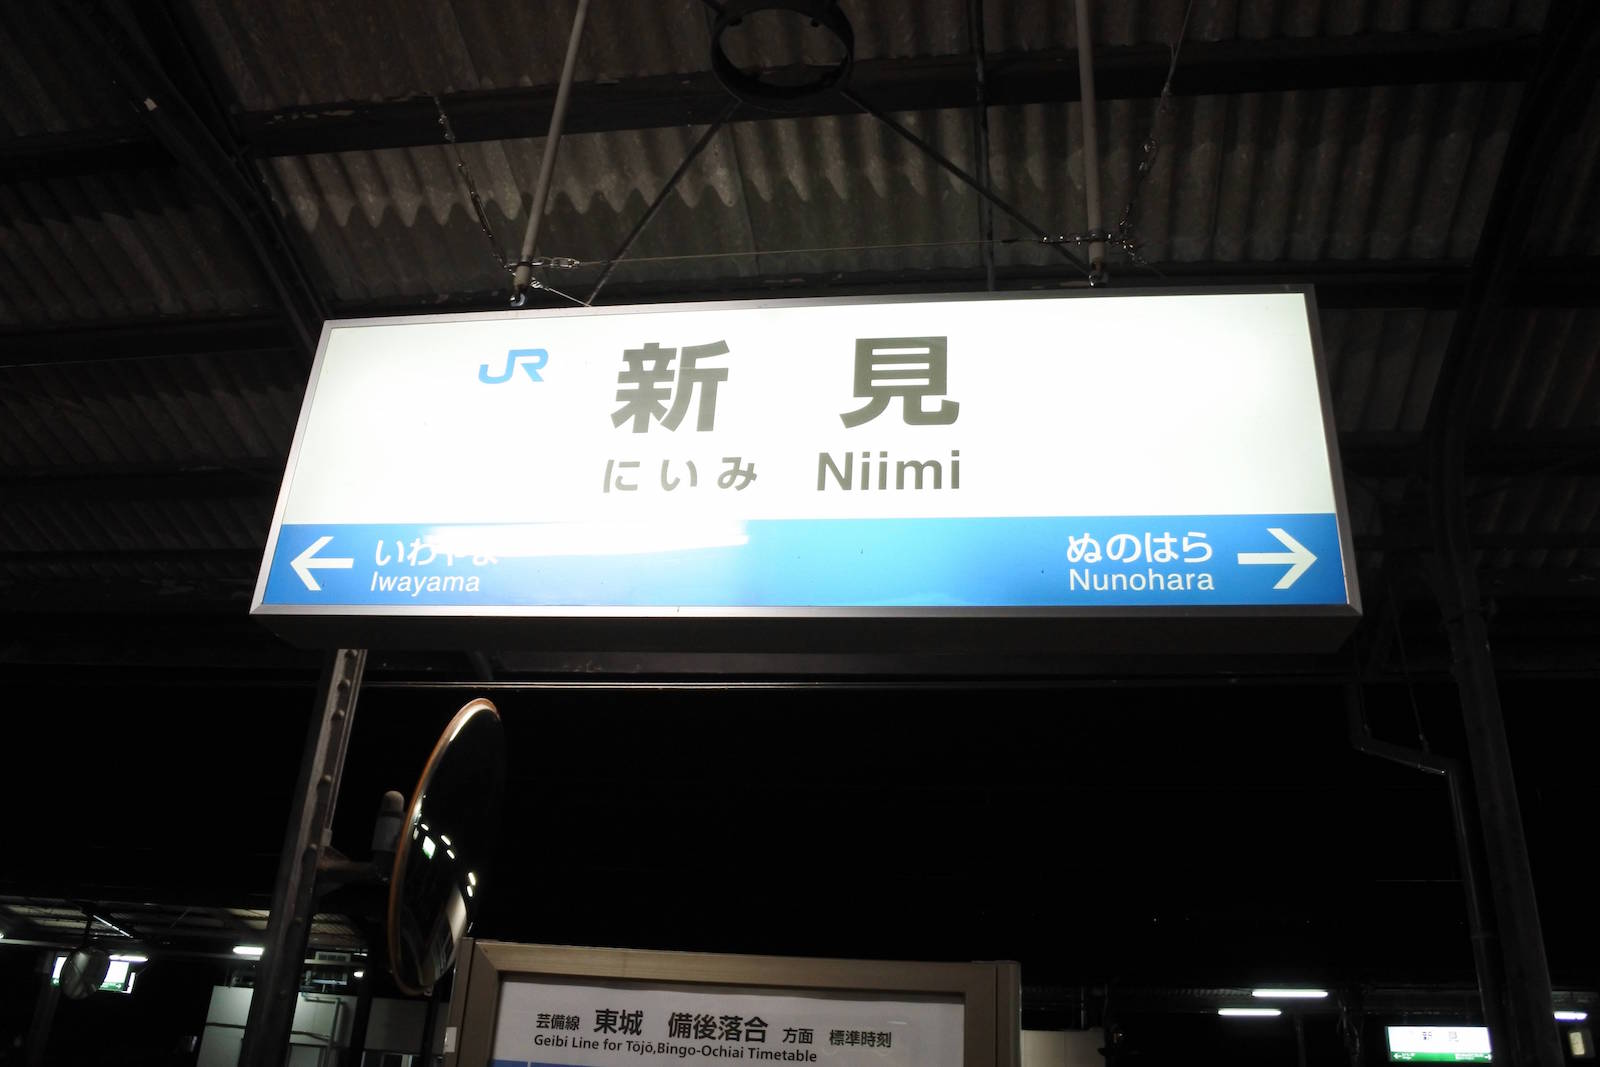 JR 新見
にいみ Niimi
← いわやま ぬのはら →
Iwayama Nunohara
芸備線 東城 備後落合 方面 標準時刻
Geibi Line for Tōjō,Bingo-Ochiai Timetable
新見